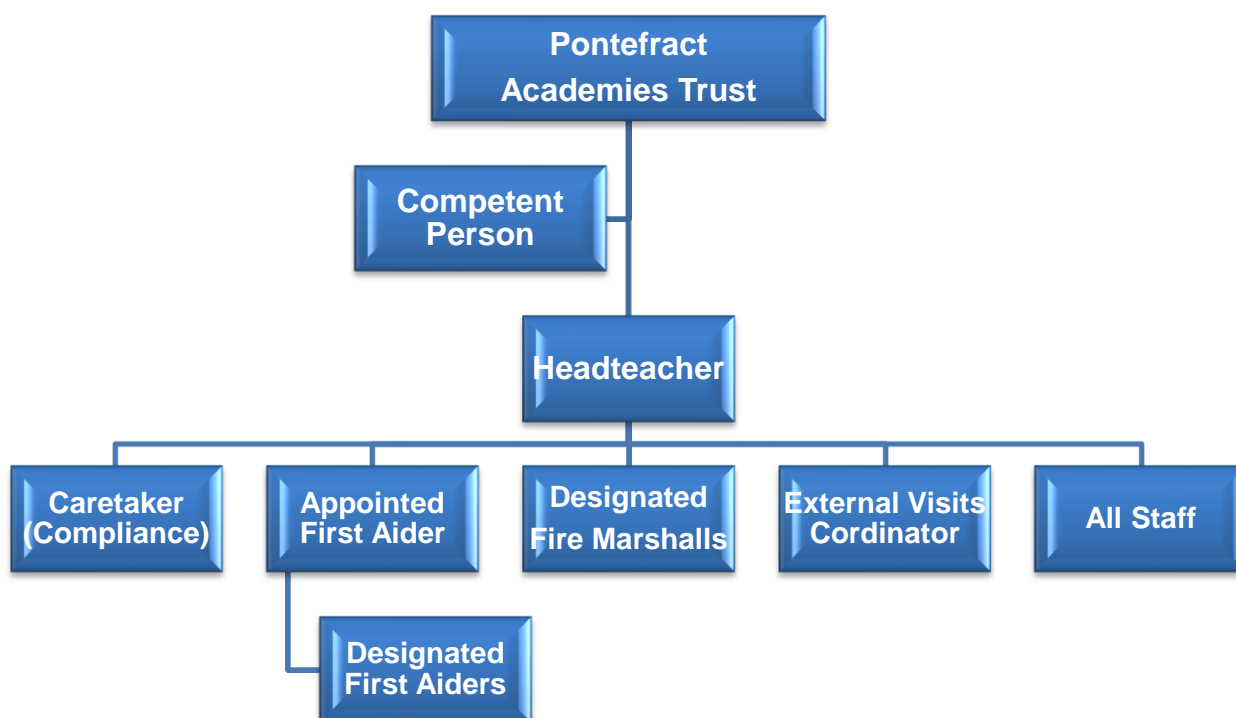 Pontefract
Academies Trust
Competent
Person
Headteacher
Caretaker
(Compliance)
Appointed
First Aider
Designated
Fire Marshalls
External Visits
Cordinator
All Staff
Designated
First Aiders